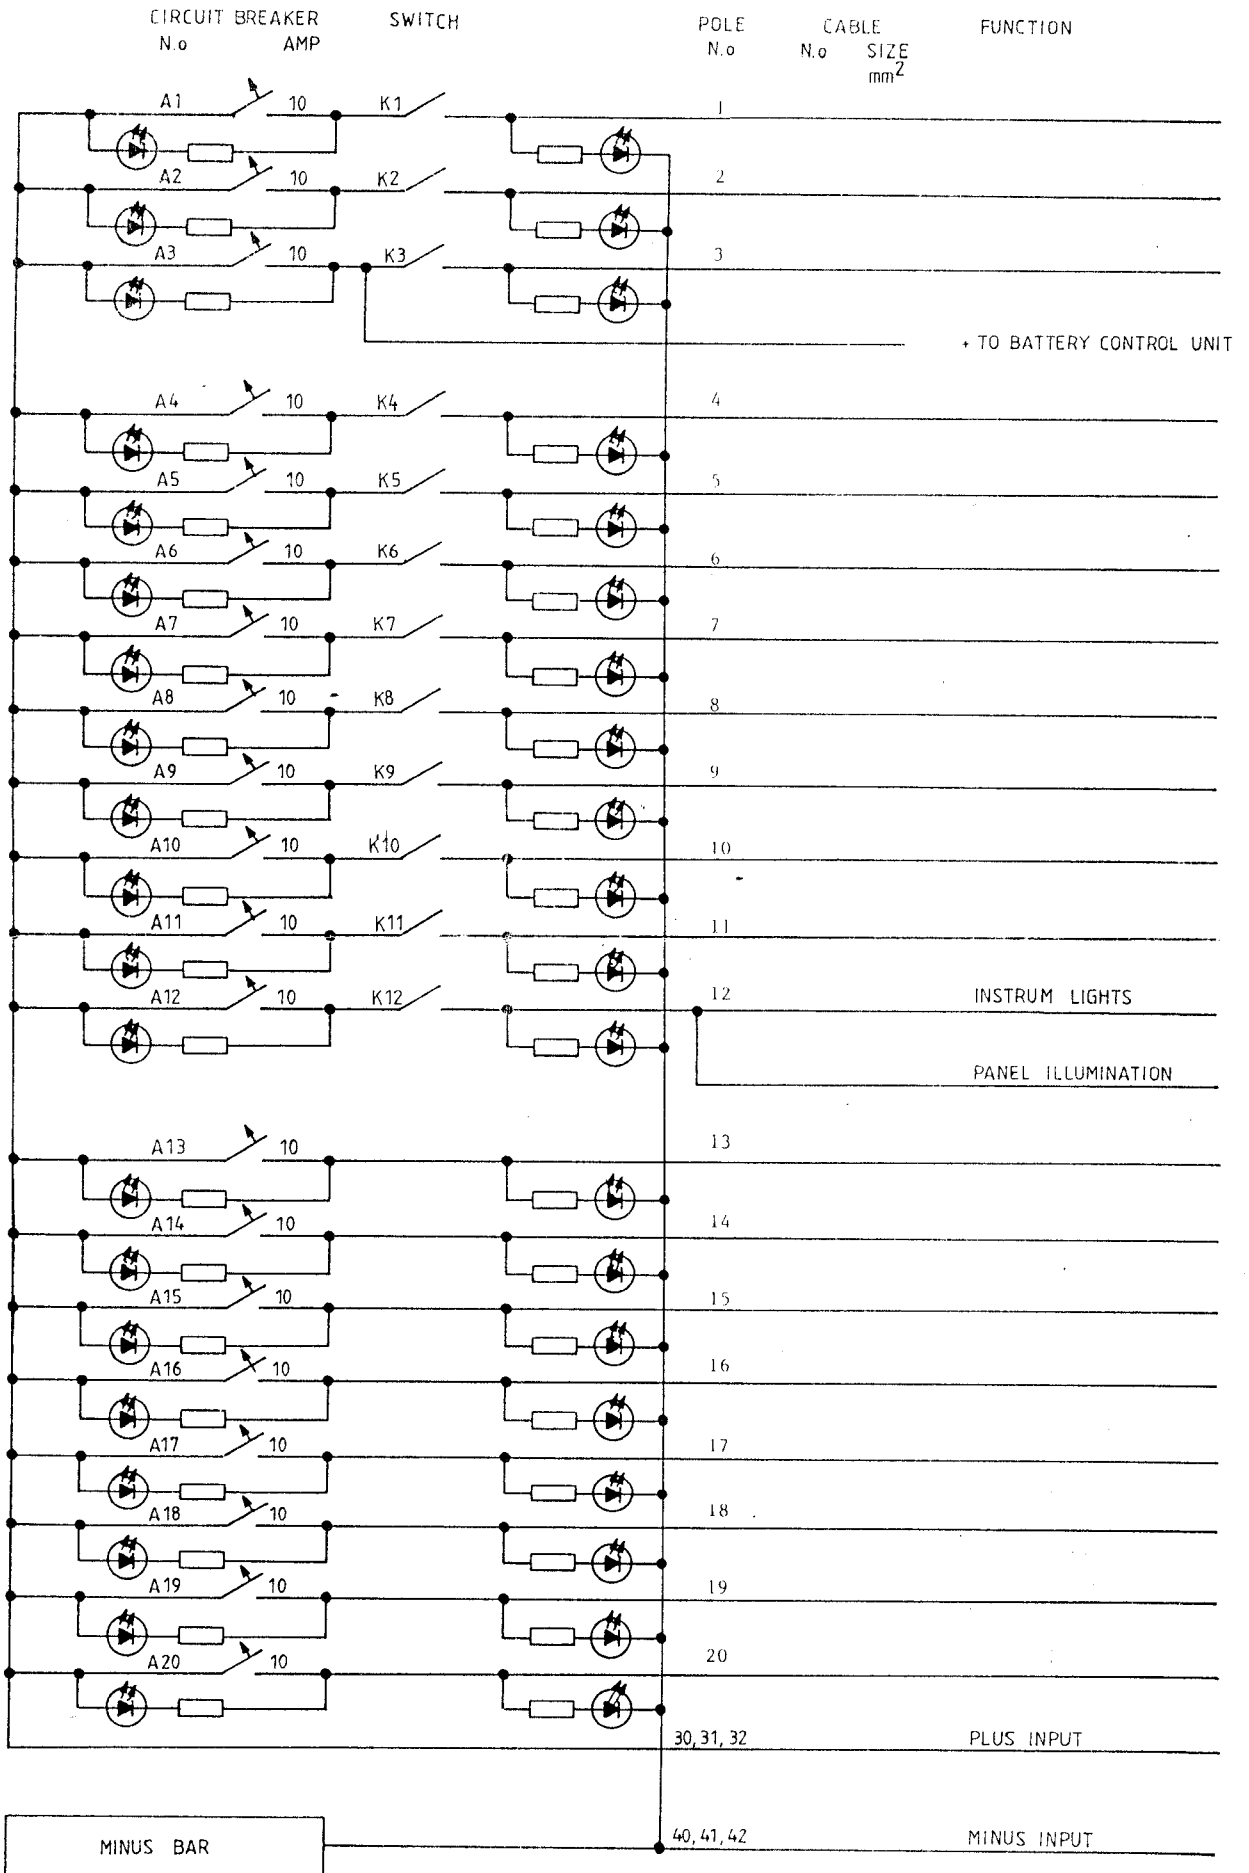 CIRCUIT BREAKER SWITCH POLE CABLE FUNCTION
N.o AMP N.o N.o SIZE
mm2
A1 10 K1 1
A2 10 K2 2
A3 10 K3 3
+ TO BATTERY CONTROL UNIT
A4 10 K4 4
A5 10 K5 5
A6 10 K6 6
A7 10 K7 7
A8 10 K8 8
A9 10 K9 9
A10 10 K10 10
A11 10 K11 11
A12 10 K12 12 INSTRUM LIGHTS
PANEL ILLUMINATION
A13 10 13
A14 10 14
A15 10 15
A16 10 16
A17 10 17
A18 10 18
A19 10 19
A20 10 20
30,31,32 PLUS INPUT
MINUS BAR 40,41,42 MINUS INPUT